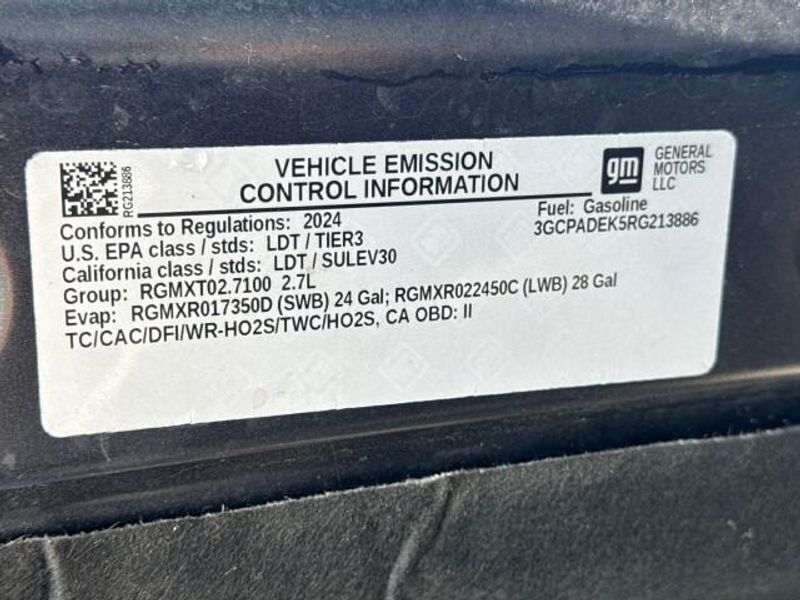 RG213886
VEHICLE EMISSION
CONTROL INFORMATION
gm
GENERAL
MOTORS
LLC
Conforms to Regulations: 2024
Fuel: Gasoline
U.S. EPA class / stds: LDT / TIER3
3GCPADEK5RG213886
California class / stds: LDT / SULEV30
Group: RGMXT02.7100 2.7L
Evap: RGMXR017350D (SWB) 24 Gal; RGMXR022450C (LWB) 28 Gal
TC/CAC/DFI/WR-HO2S/TWC/HO2S, CA OBD: II